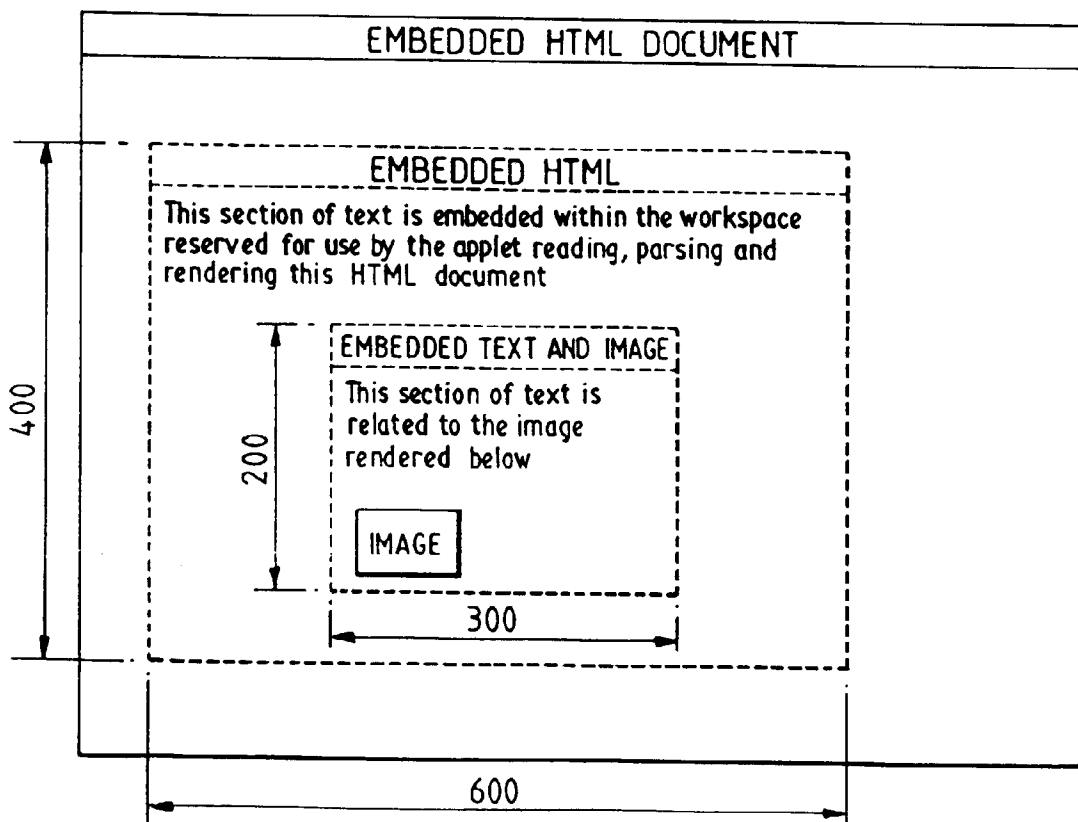 EMBEDDED HTML DOCUMENT
EMBEDDED HTML
This section of text is embedded within the workspace
reserved for use by the applet reading, parsing and
rendering this HTML document
EMBEDDED TEXT AND IMAGE
This section of text is
related to the image
rendered below
IMAGE
400
200
300
600